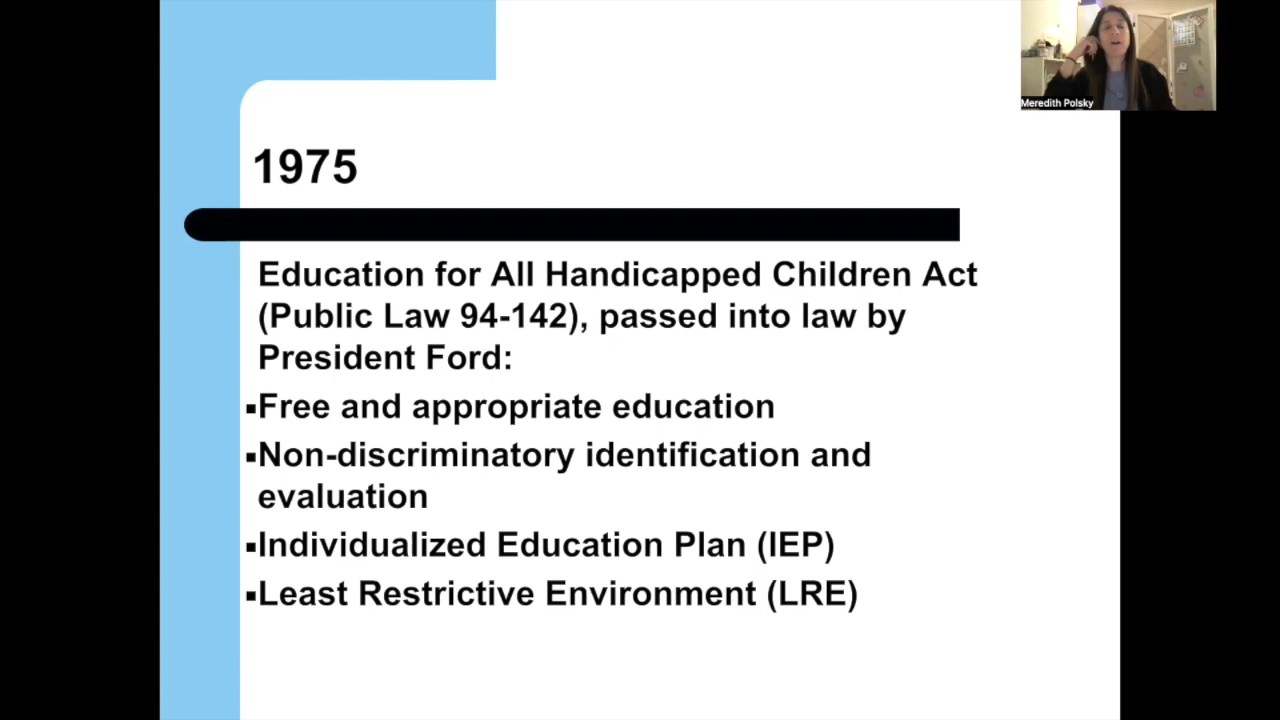 Meredith Polsky
1975
Education for All Handicapped Children Act
(Public Law 94-142), passed into law by
President Ford:
▪Free and appropriate education
▪Non-discriminatory identification and
evaluation
▪Individualized Education Plan (IEP)
▪Least Restrictive Environment (LRE)